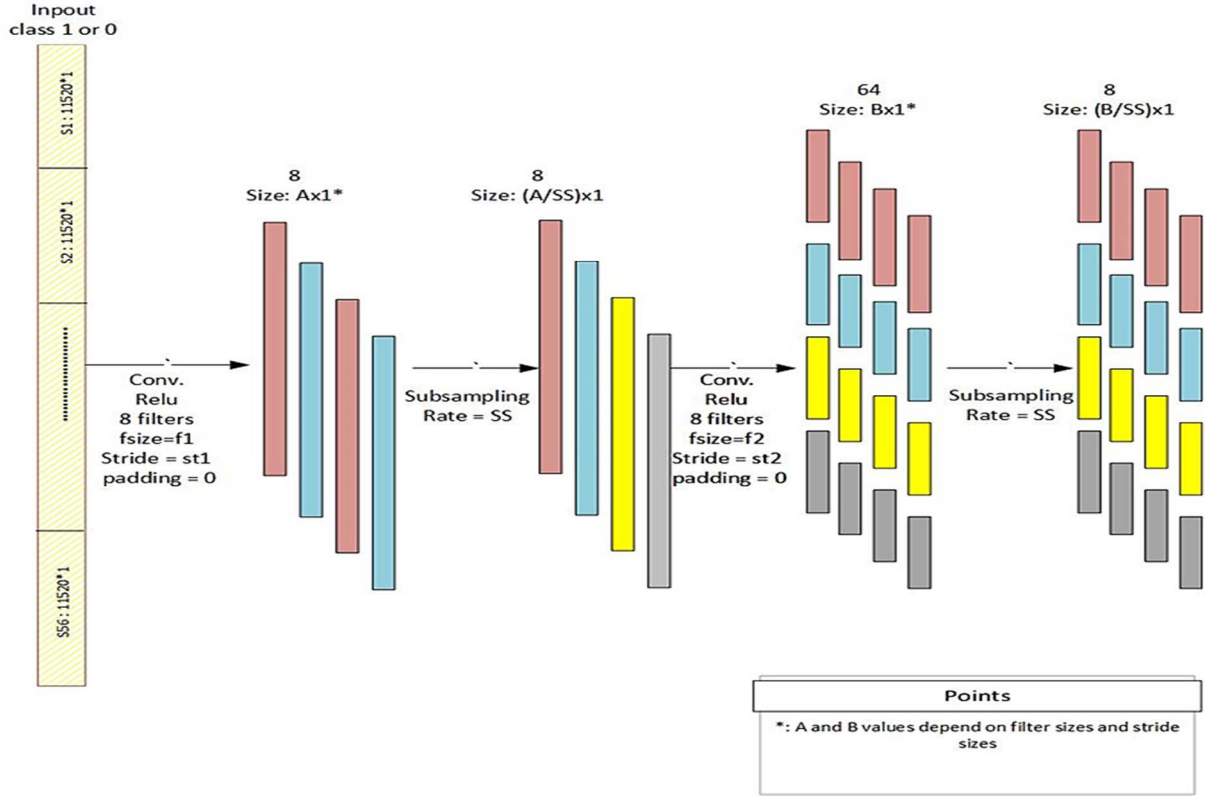 Inpout
class 1 or 0
S1: 11520*1
S2: 11520*1
S56: 11520*1
Conv.
Relu
8 filters
fsize=f1
Stride = st1
padding = 0
8
Size: Ax1*
Subsampling
Rate = SS
8
Size: (A/SS)x1
Conv.
Relu
8 filters
fsize=f2
Stride = st2
padding = 0
64
Size: Bx1*
Subsampling
Rate = SS
8
Size: (B/SS)x1
Points
*: A and B values depend on filter sizes and stride
sizes